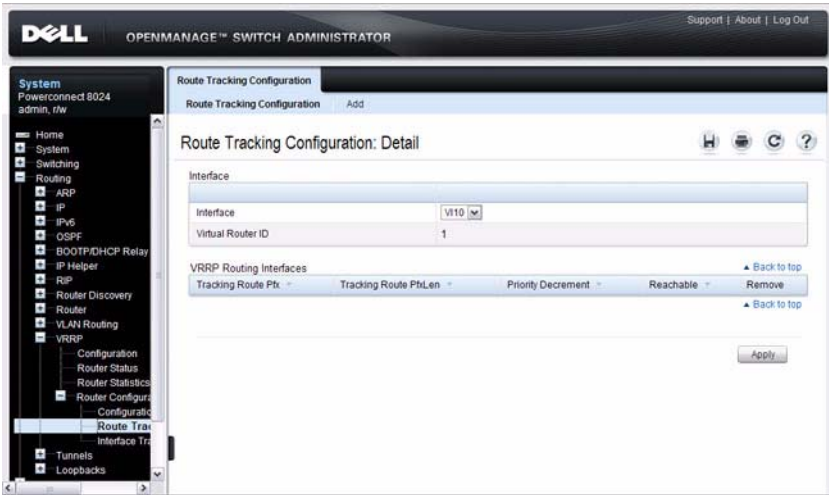 Support | About | Log Out
DELL
OPENMANAGE™ SWITCH ADMINISTRATOR
System
Powerconnect 8024
admin, r/w
Home
System
Switching
Routing
ARP
IP
IPv6
OSPF
BOOTP/DHCP Relay
IP Helper
RIP
Router Discovery
Router
VLAN Routing
VRRP
Configuration
Router Status
Router Statistics
Router Configura
Configuratio
Route Trac
Interface Tra
Tunnels
Loopbacks
Route Tracking Configuration
Route Tracking Configuration Add
Route Tracking Configuration: Detail
Interface
Interface Vl10
Virtual Router ID 1
VRRP Routing Interfaces Back to top
Tracking Route Pfx Tracking Route PfxLen Priority Decrement Reachable Remove
Back to top
Apply